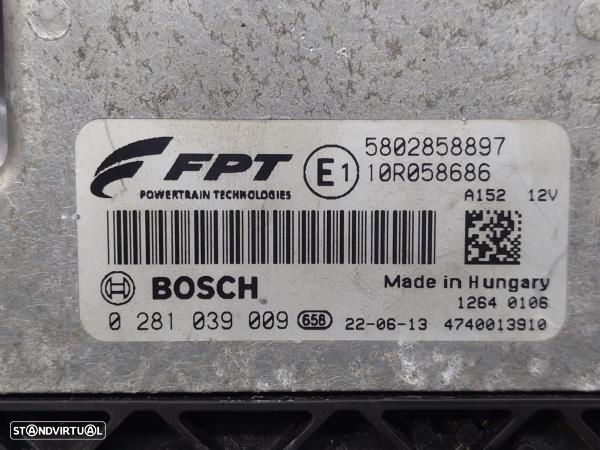 FPT
POWERTRAIN TECHNOLOGIES
E1
5802858897
10R058686
A152 12V
BOSCH
Made in Hungary
1264 0106
0 281 039 009 65B 22-06-13 4740013910
STANDVIRTUAL